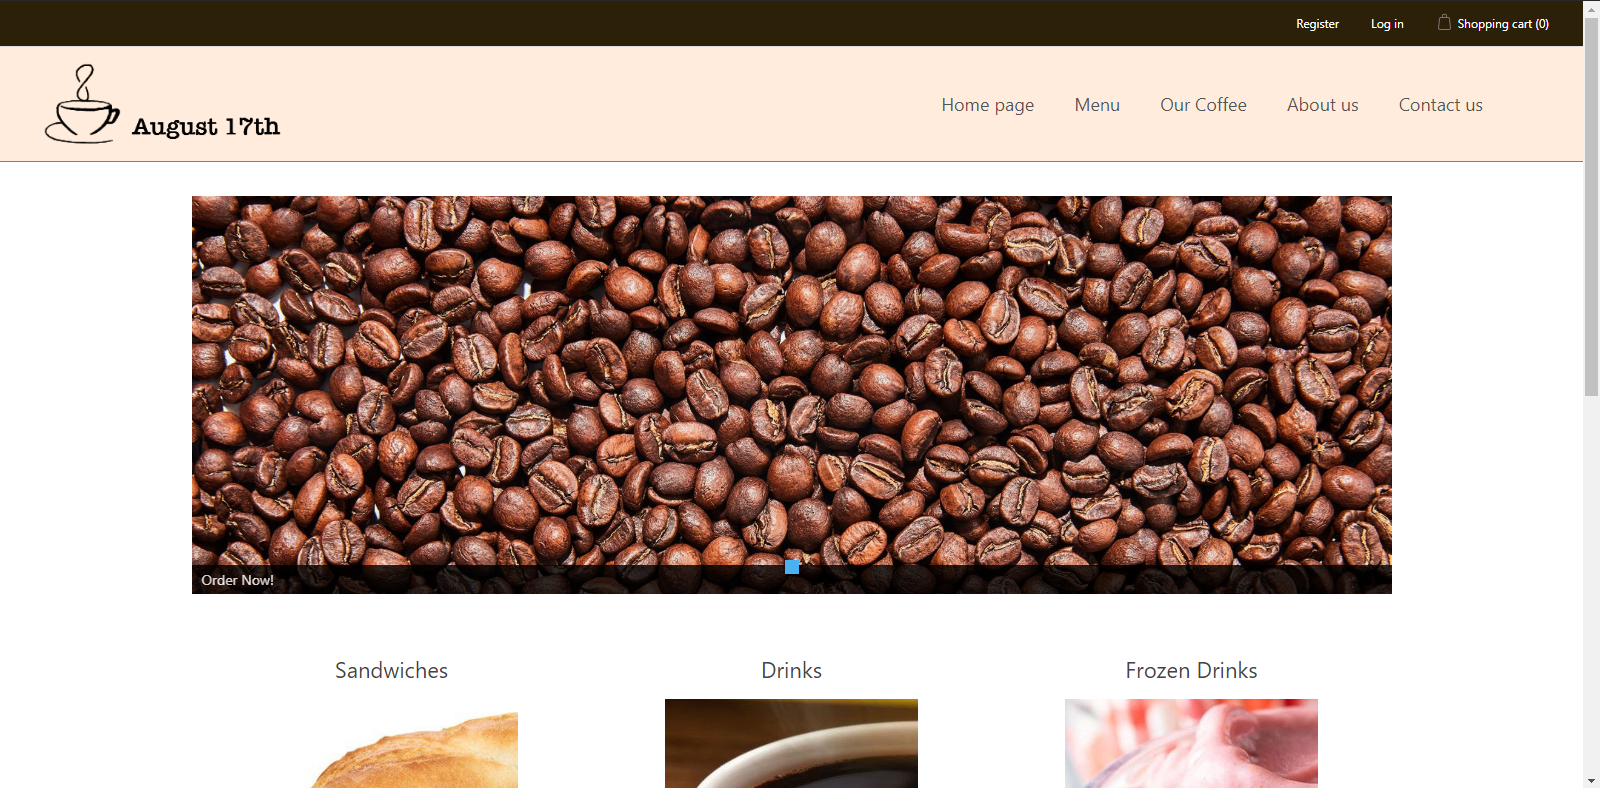 Register Log in Shopping cart (0)
August 17th
Home page Menu Our Coffee About us Contact us
Order Now!
Sandwiches Drinks Frozen Drinks